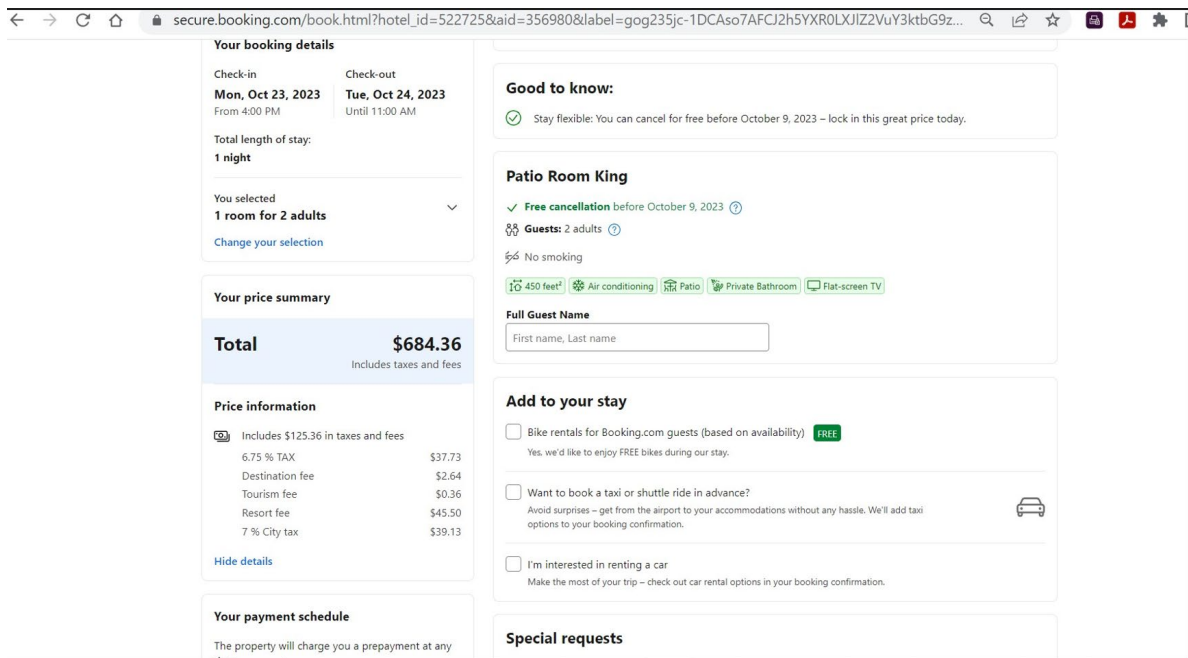 secure.booking.com/book.html?hotel_id=522725&aid=356980&label=gog235jc-1DCAso7AFCJ2h5YXR0LXJlZ2VuY3ktbG9z...
Your booking details
Check-in
Check-out
Mon, Oct 23, 2023
Tue, Oct 24, 2023
From 4:00 PM
Until 11:00 AM
Total length of stay:
1 night
You selected
1 room for 2 adults
Change your selection
Your price summary
Total
$684.36
Includes taxes and fees
Price information
Includes $125.36 in taxes and fees
6.75 % TAX $37.73
Destination fee $2.64
Tourism fee $0.36
Resort fee $45.50
7 % City tax $39.13
Hide details
Your payment schedule
The property will charge you a prepayment at any
Good to know:
Stay flexible: You can cancel for free before October 9, 2023 – lock in this great price today.
Patio Room King
Free cancellation before October 9, 2023
Guests: 2 adults
No smoking
450 feet² Air conditioning Patio Private Bathroom Flat-screen TV
Full Guest Name
First name, Last name
Add to your stay
Bike rentals for Booking.com guests (based on availability) FREE
Yes, we'd like to enjoy FREE bikes during our stay.
Want to book a taxi or shuttle ride in advance?
Avoid surprises – get from the airport to your accommodations without any hassle. We'll add taxi
options to your booking confirmation.
I'm interested in renting a car
Make the most of your trip – check out car rental options in your booking confirmation.
Special requests